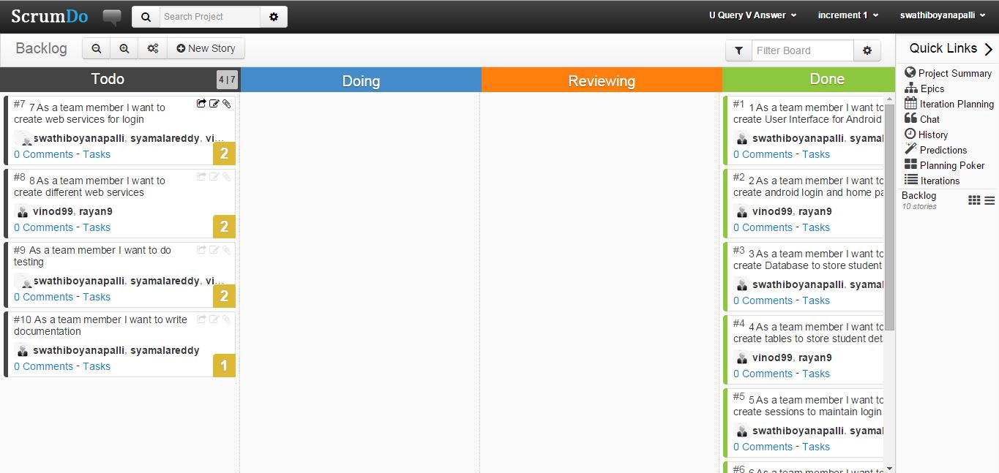 ScrumDo
Search Project
U Query V Answer
increment 1
swathiboyanapalli
Backlog
New Story
Filter Board
Todo
4 | 7
#7 7 As a team member I want to
create web services for login
swathiboyanapalli, syamalareddy, vi...
0 Comments - Tasks
2
#8 8 As a team member I want to
create different web services
vinod99, rayan9
0 Comments - Tasks
2
#9 As a team member I want to do
testing
swathiboyanapalli, syamalareddy, vi...
0 Comments - Tasks
2
#10 As a team member I want to write
documentation
swathiboyanapalli, syamalareddy
0 Comments - Tasks
1
Doing
Reviewing
Done
#1 1 As a team member I want to
create User Interface for Android
swathiboyanapalli, syamal
0 Comments - Tasks
#2 2 As a team member I want to
create android login and home pa
vinod99, rayan9
0 Comments - Tasks
#3 3 As a team member I want to
create Database to store student
swathiboyanapalli, syamal
0 Comments - Tasks
#4 4 As a team member I want to
create tables to store student deta
vinod99, rayan9
0 Comments - Tasks
#5 5 As a team member I want to
create sessions to maintain login
swathiboyanapalli, syamal
0 Comments - Tasks
#6 6 As a team member I want to
Quick Links
Project Summary
Epics
Iteration Planning
Chat
History
Predictions
Planning Poker
Iterations
Backlog
10 stories